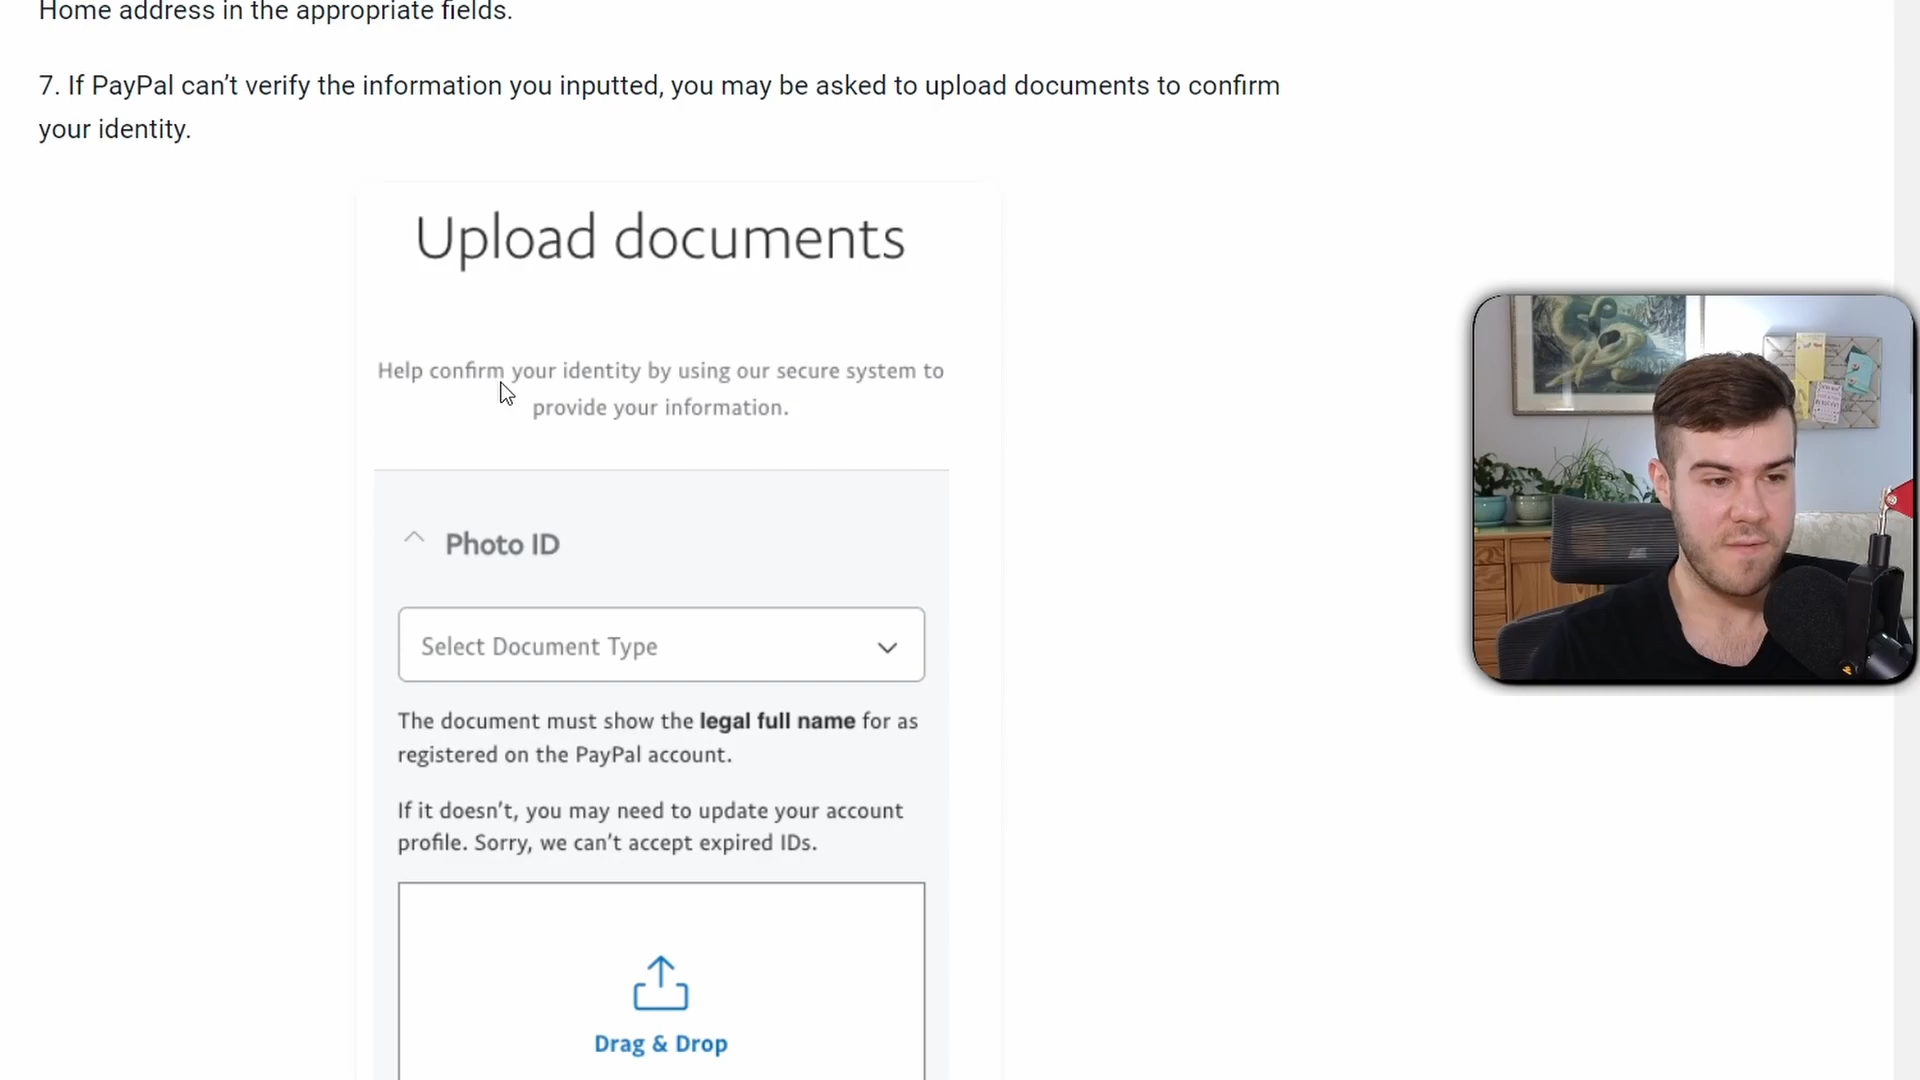 Home address in the appropriate fields.
7. If PayPal can’t verify the information you inputted, you may be asked to upload documents to confirm
your identity.
Upload documents
Help confirm your identity by using our secure system to
provide your information.
Photo ID
Select Document Type
The document must show the legal full name for as
registered on the PayPal account.
If it doesn’t, you may need to update your account
profile. Sorry, we can’t accept expired IDs.
Drag & Drop